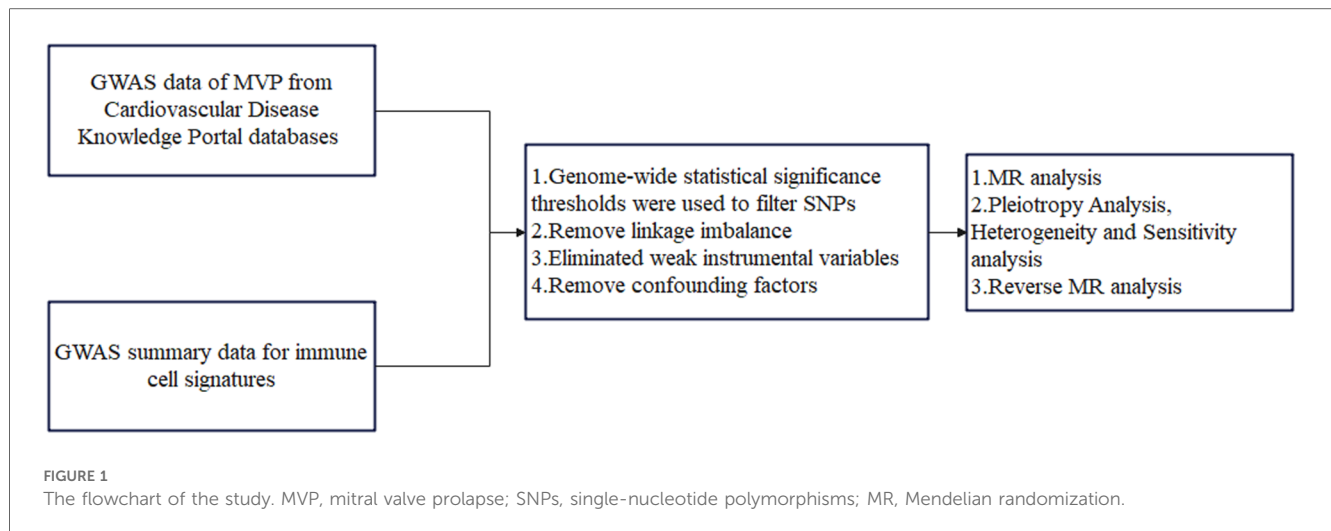 GWAS data of MVP from
Cardiovascular Disease
Knowledge Portal databases
GWAS summary data for immune
cell signatures
1.Genome-wide statistical significance
thresholds were used to filter SNPs
2.Remove linkage imbalance
3.Eliminated weak instrumental variables
4.Remove confounding factors
1.MR analysis
2.Pleiotropy Analysis,
Heterogeneity and Sensitivity
analysis
3.Reverse MR analysis
FIGURE 1
The flowchart of the study. MVP, mitral valve prolapse; SNPs, single-nucleotide polymorphisms; MR, Mendelian randomization.